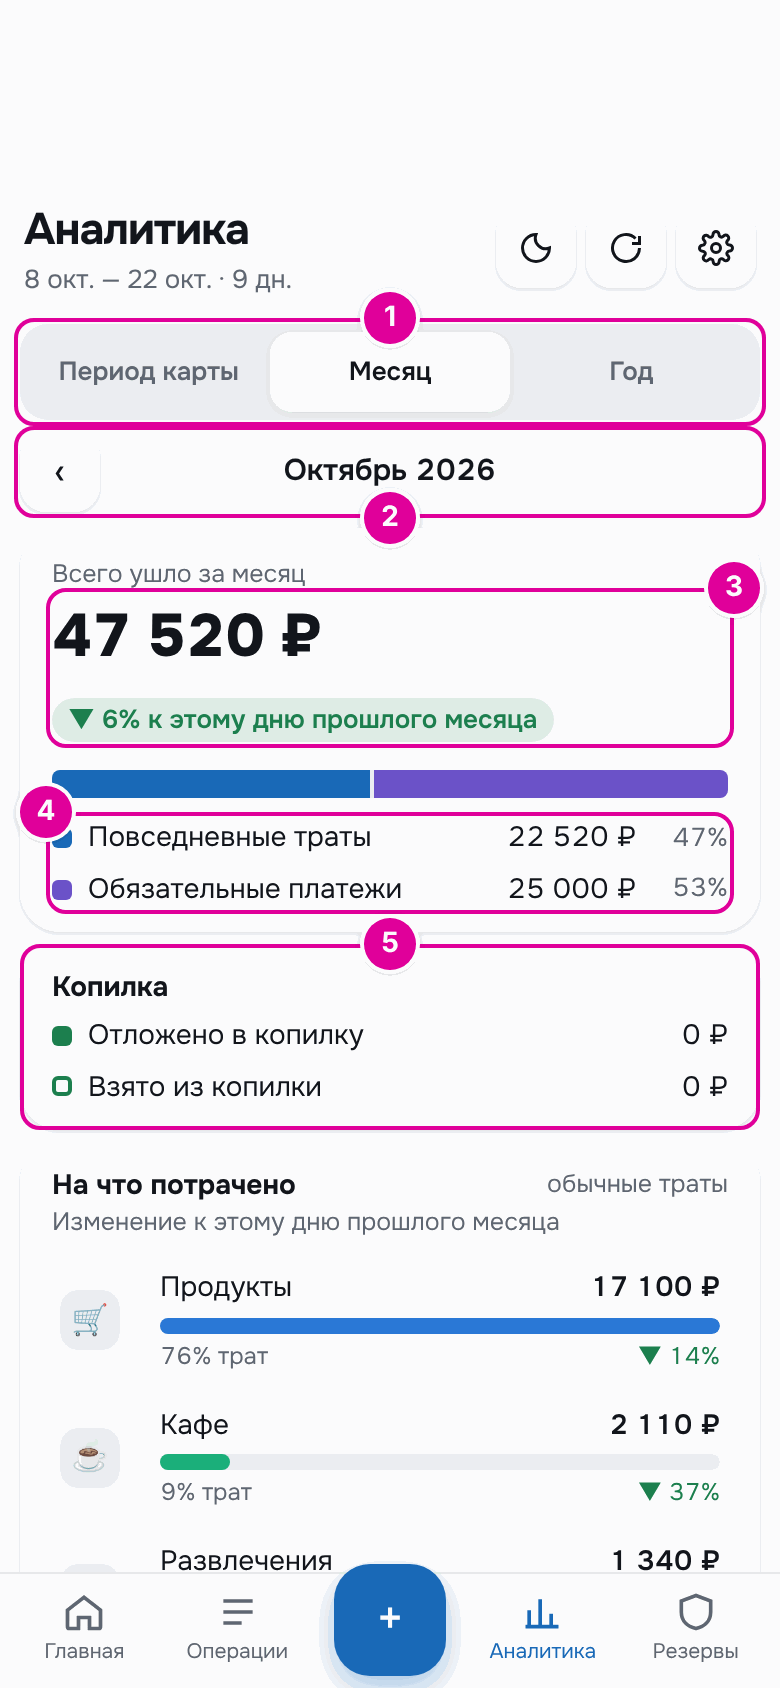 Аналитика
8 окт. — 22 окт. · 9 дн.
1
Период карты Месяц Год
‹ Октябрь 2026
2
Всего ушло за месяц
3
47 520 ₽
▼ 6% к этому дню прошлого месяца
4
Повседневные траты 22 520 ₽ 47%
Обязательные платежи 25 000 ₽ 53%
5
Копилка
Отложено в копилку 0 ₽
Взято из копилки 0 ₽
На что потрачено обычные траты
Изменение к этому дню прошлого месяца
Продукты 17 100 ₽
76% трат ▼ 14%
Кафе 2 110 ₽
9% трат ▼ 37%
Развлечения 1 340 ₽
+
Главная Операции Аналитика Резервы